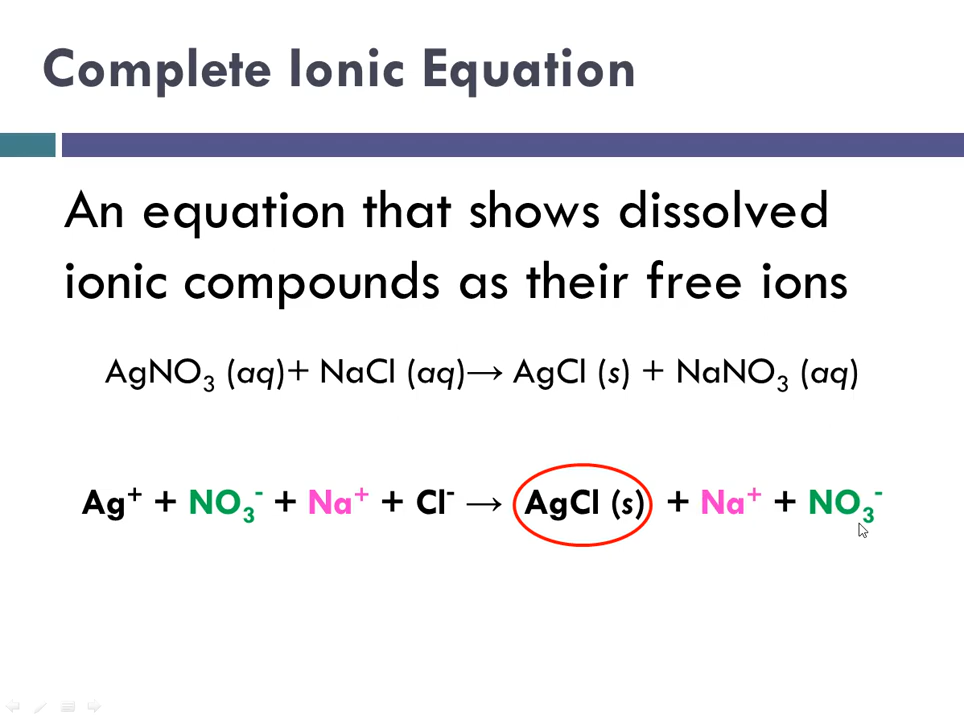 Complete Ionic Equation
An equation that shows dissolved
ionic compounds as their free ions
AgNO₃ (aq)+ NaCl (aq)→ AgCl (s) + NaNO₃ (aq)
Ag⁺ + NO₃⁻ + Na⁺ + Cl⁻ → AgCl (s) + Na⁺ + NO₃⁻